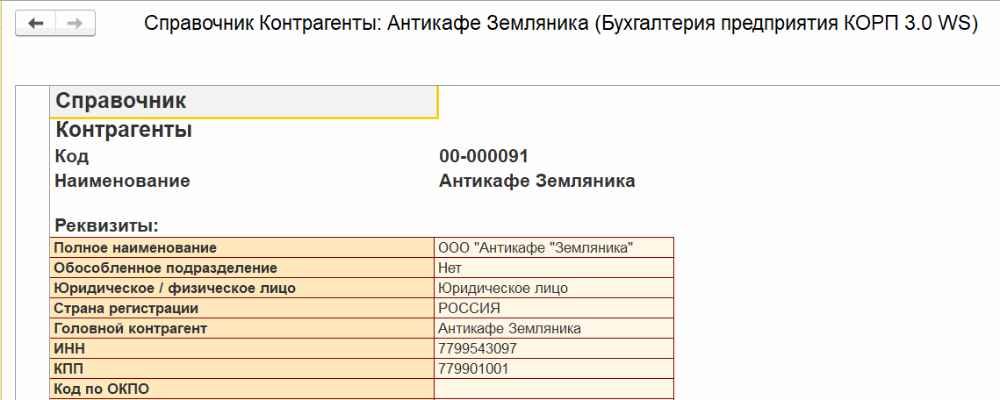 Справочник Контрагенты: Антикафе Земляника (Бухгалтерия предприятия КОРП 3.0 WS)
Справочник
Контрагенты
Код 00-000091
Наименование Антикафе Земляника
Реквизиты:
Полное наименование ООО "Антикафе "Земляника"
Обособленное подразделение Нет
Юридическое / физическое лицо Юридическое лицо
Страна регистрации РОССИЯ
Головной контрагент Антикафе Земляника
ИНН 7799543097
КПП 779901001
Код по ОКПО